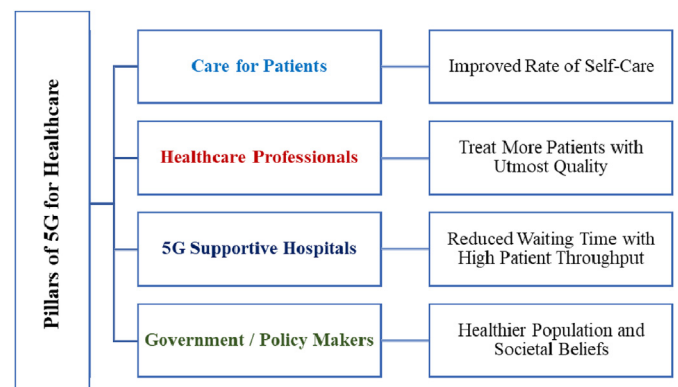 Pillars of 5G for Healthcare
Care for Patients
Improved Rate of Self-Care
Healthcare Professionals
Treat More Patients with
Utmost Quality
5G Supportive Hospitals
Reduced Waiting Time with
High Patient Throughput
Government / Policy Makers
Healthier Population and
Societal Beliefs